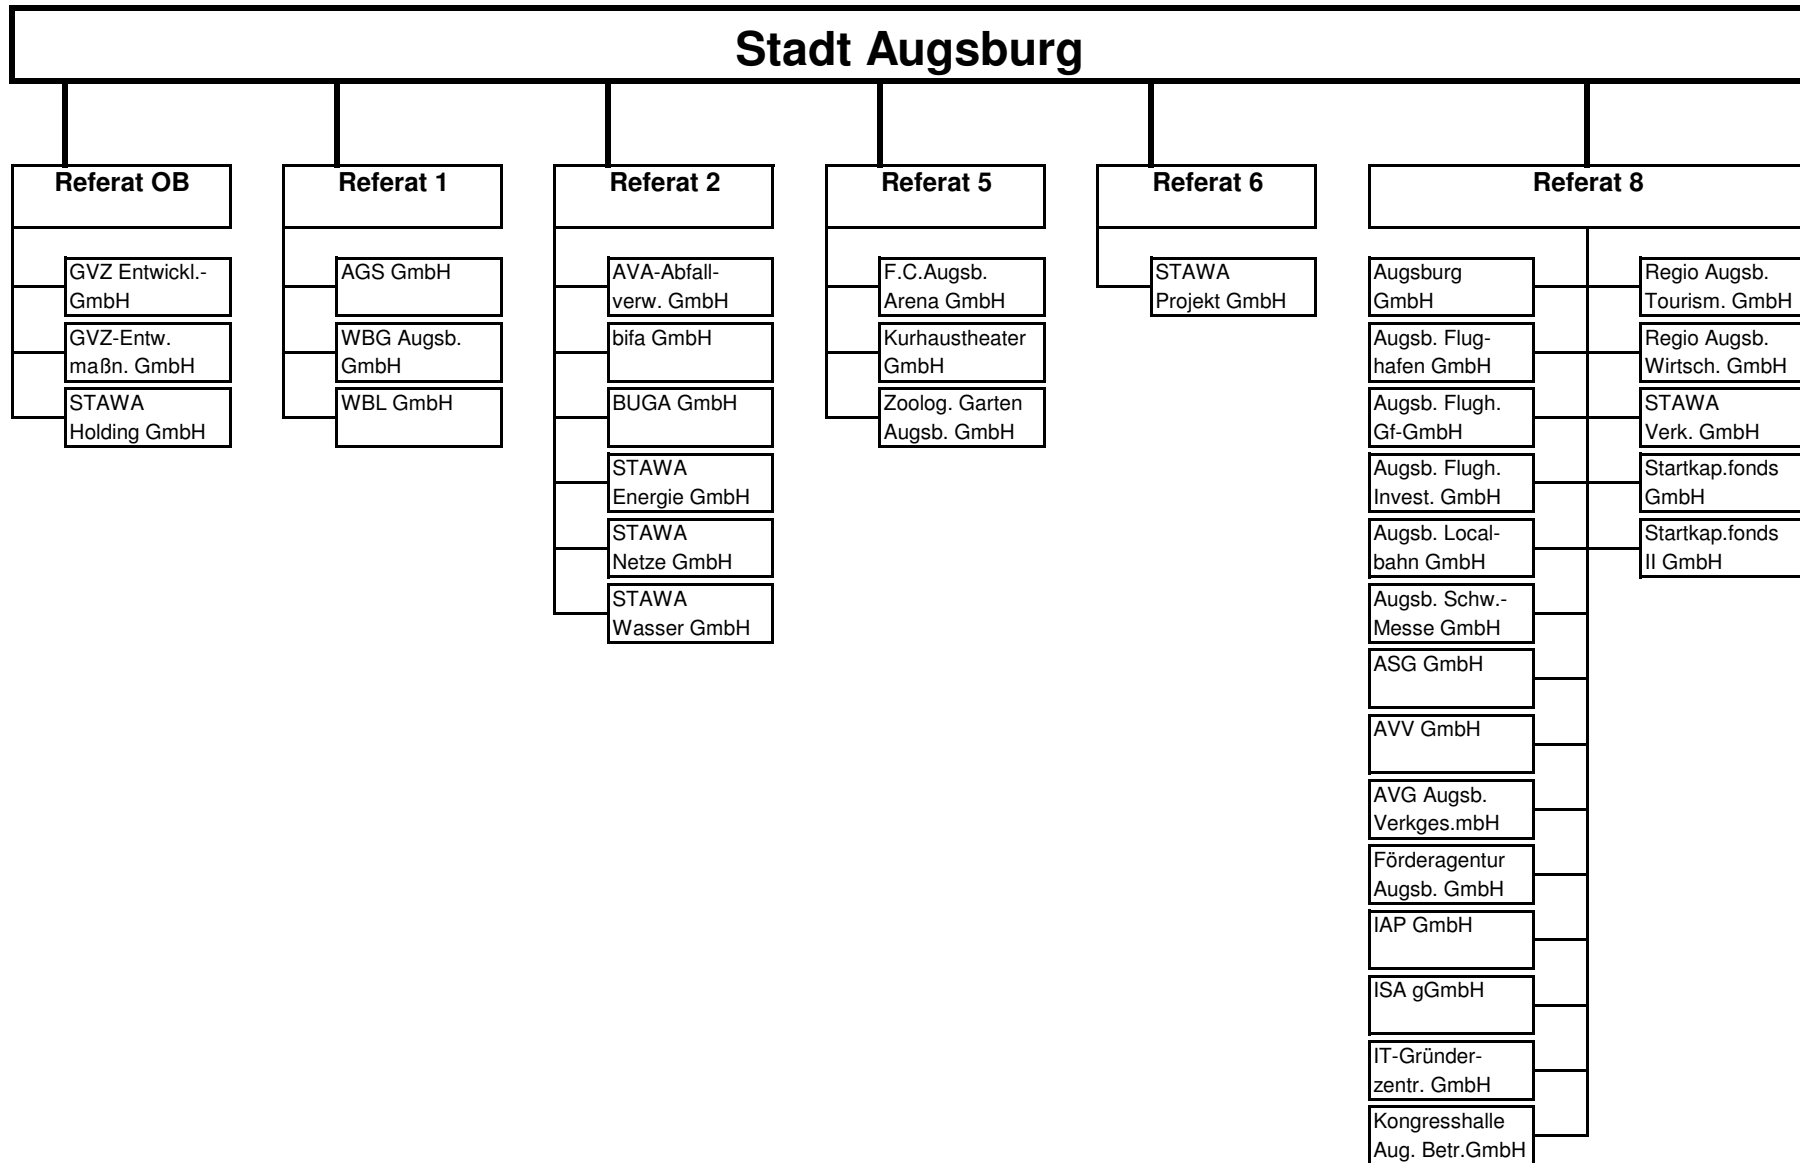 Stadt Augsburg
Referat OB
GVZ Entwickl.-
GmbH
GVZ-Entw.
maßn. GmbH
STAWA
Holding GmbH
Referat 1
AGS GmbH
WBG Augsb.
GmbH
WBL GmbH
Referat 2
AVA-Abfall-
verw. GmbH
bifa GmbH
BUGA GmbH
STAWA
Energie GmbH
STAWA
Netze GmbH
STAWA
Wasser GmbH
Referat 5
F.C.Augsb.
Arena GmbH
Kurhaustheater
GmbH
Zoolog. Garten
Augsb. GmbH
Referat 6
STAWA
Projekt GmbH
Referat 8
Augsburg
GmbH
Augsb. Flug-
hafen GmbH
Augsb. Flugh.
Gf-GmbH
Augsb. Flugh.
Invest. GmbH
Augsb. Local-
bahn GmbH
Augsb. Schw.-
Messe GmbH
ASG GmbH
AVV GmbH
AVG Augsb.
Verkges.mbH
Förderagentur
Augsb. GmbH
IAP GmbH
ISA gGmbH
IT-Gründer-
zentr. GmbH
Kongresshalle
Aug. Betr.GmbH
Regio Augsb.
Tourism. GmbH
Regio Augsb.
Wirtsch. GmbH
STAWA
Verk. GmbH
Startkap.fonds
GmbH
Startkap.fonds
II GmbH